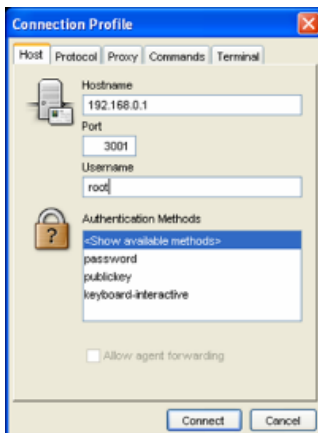 Connection Profile
Host Protocol Proxy Commands Terminal
Hostname
192.168.0.1
Port
3001
Username
root
Authentication Methods
<Show available methods>
password
publickey
keyboard-interactive
Allow agent forwarding
Connect Cancel